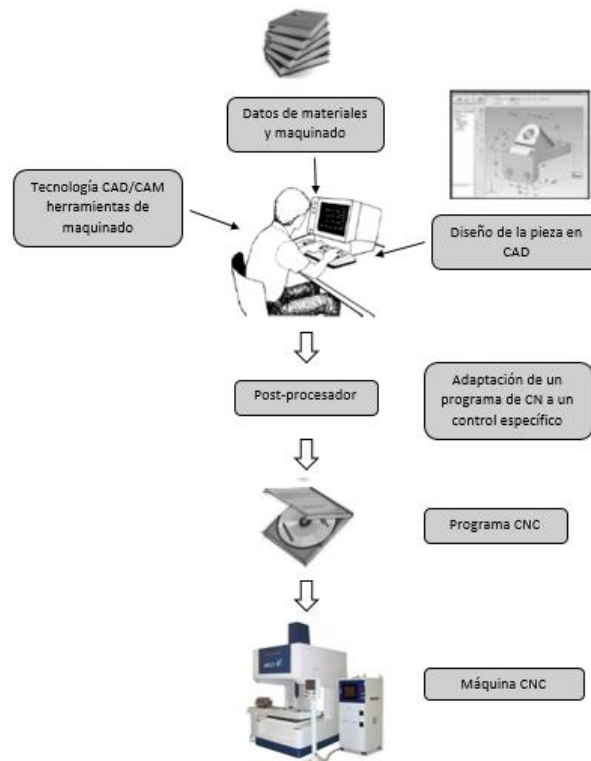 Datos de materiales
y maquinado
Tecnología CAD/CAM
herramientas de
maquinado
Diseño de la pieza en
CAD
Post-procesador
Adaptación de un
programa de CN a un
control específico
Programa CNC
Máquina CNC